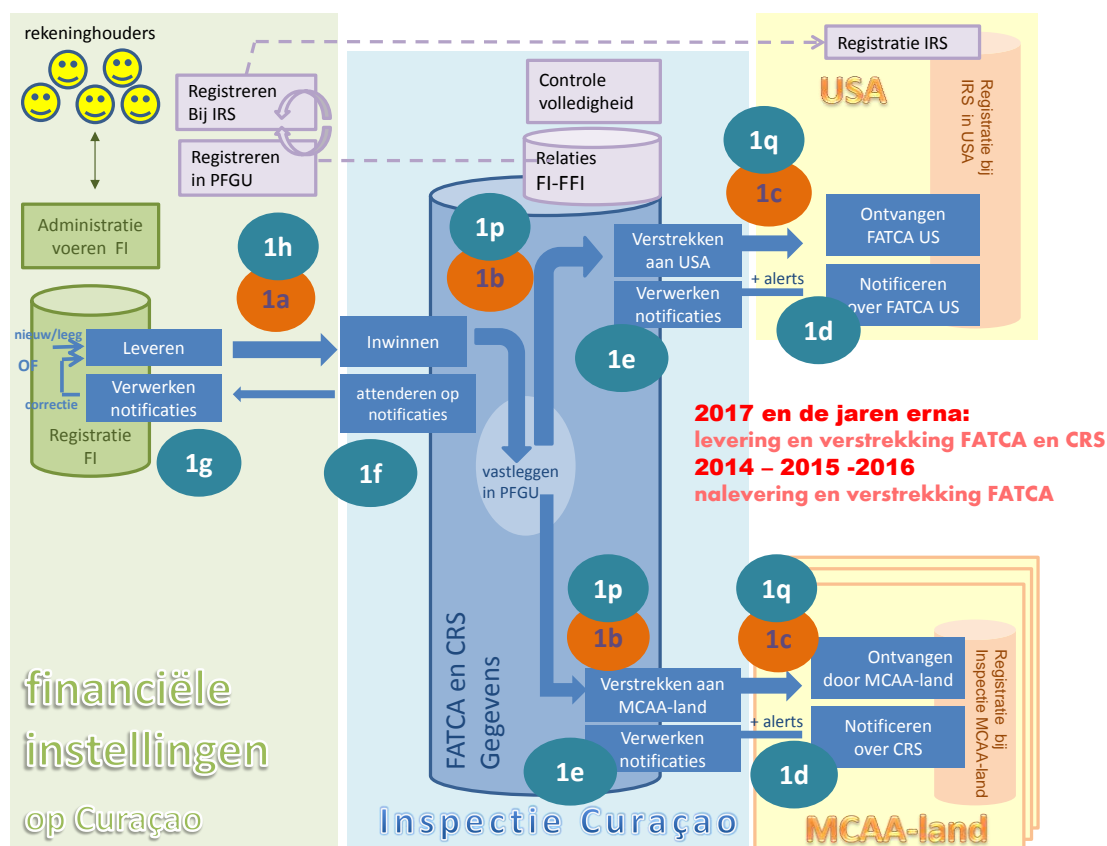 rekeninghouders
Registreren
Bij IRS
Registreren
in PFGU
Administratie
voeren FI
1h
1a
nieuw/leeg
OF
correctie
Leveren
Verwerken
notificaties
Registratie
FI
1g
financiële
instellingen
op Curaçao
Controle
volledigheid
Relaties
FI-FFI
1p
1b
Verstrekken
aan USA
Verwerken
notificaties
1e
Inwinnen
attenderen op
notificaties
1f
vastleggen
in PFGU
FATCA en CRS
Gegevens
1p
1b
Verstrekken aan
MCAA-land
Verwerken
notificaties
1e
Inspectie Curaçao
Registratie IRS
USA
Registratie bij
IRS in USA
1q
1c
Ontvangen
FATCA US
+ alerts
Notificeren
over FATCA US
1d
2017 en de jaren erna:
levering en verstrekking FATCA en CRS
2014 – 2015 -2016
nalevering en verstrekking FATCA
1q
1c
Ontvangen
door MCAA-land
+ alerts
Notificeren
over CRS
1d
Registratie bij
Inspectie MCAA-land
MCAA-land